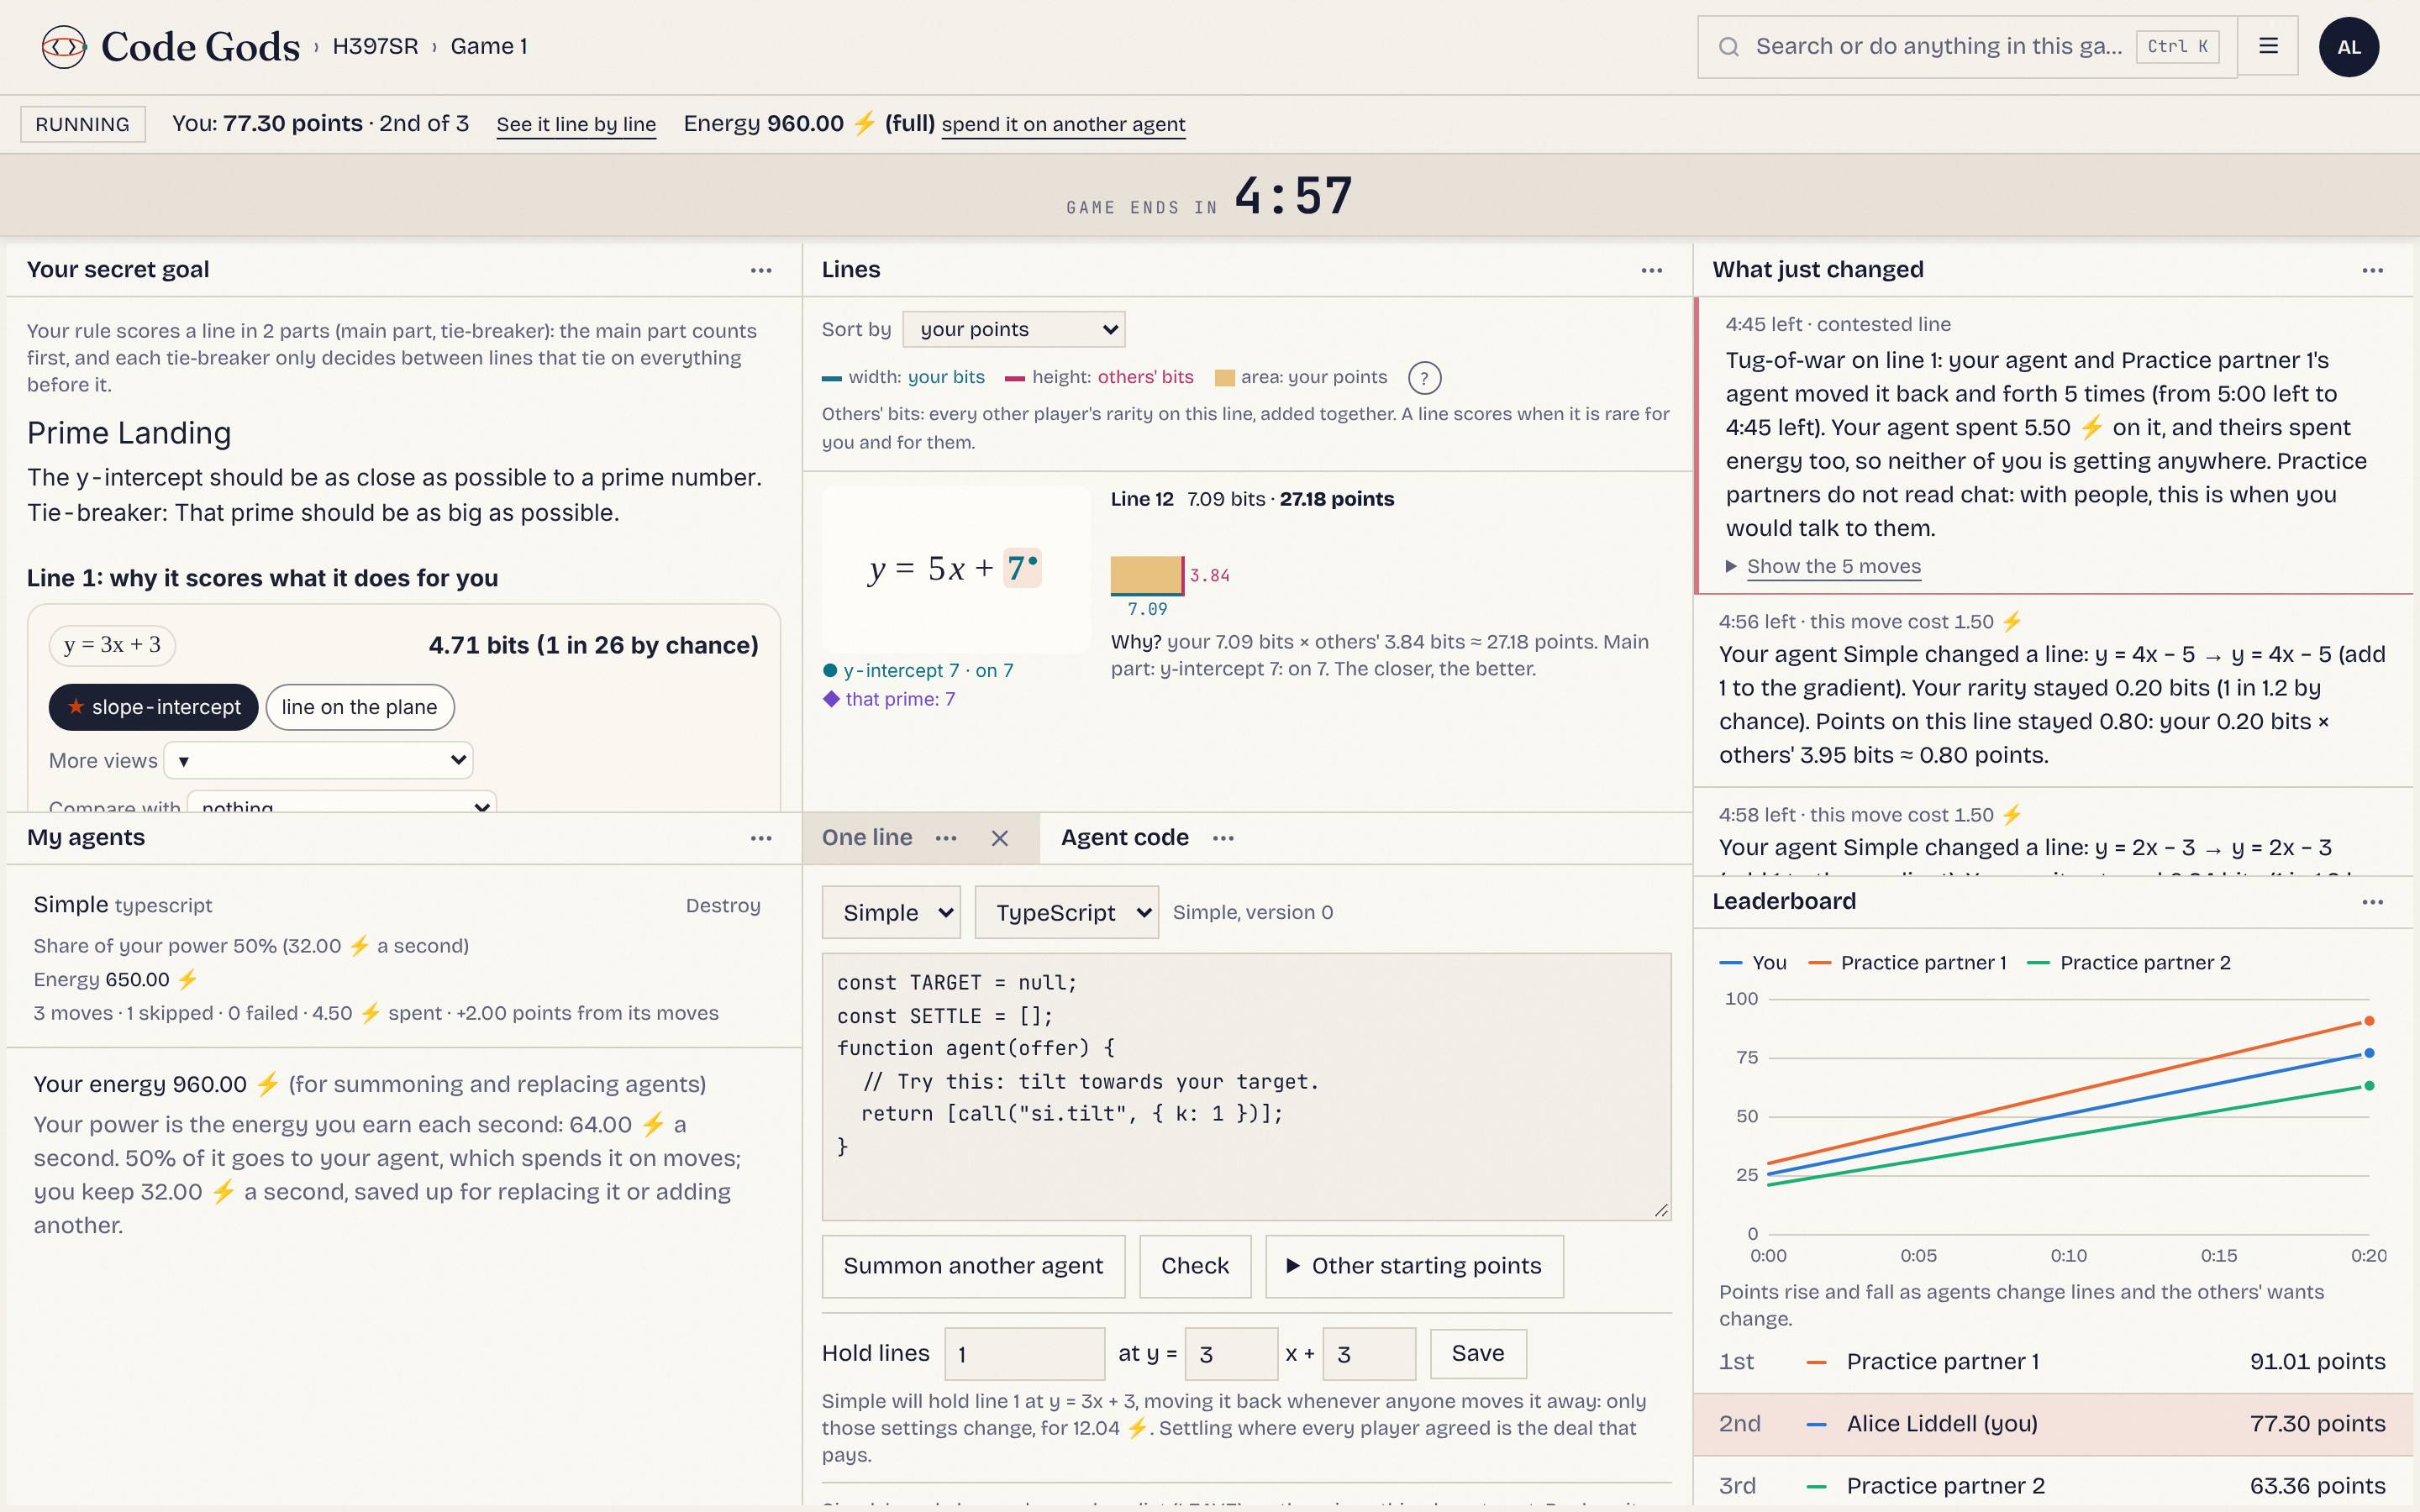 Code Gods › H397SR › Game 1
Search or do anything in this ga... Ctrl K
AL
RUNNING You: 77.30 points · 2nd of 3 See it line by line Energy 960.00 ⚡ (full) spend it on another agent
GAME ENDS IN 4:57
Your secret goal
Your rule scores a line in 2 parts (main part, tie-breaker): the main part counts
first, and each tie-breaker only decides between lines that tie on everything
before it.
Prime Landing
The y-intercept should be as close as possible to a prime number.
Tie-breaker: That prime should be as big as possible.
Line 1: why it scores what it does for you
y = 3x + 3 4.71 bits (1 in 26 by chance)
★ slope-intercept line on the plane
More views ▾
Compare with nothing
My agents
Simple typescript Destroy
Share of your power 50% (32.00 ⚡ a second)
Energy 650.00 ⚡
3 moves · 1 skipped · 0 failed · 4.50 ⚡ spent · +2.00 points from its moves
Your energy 960.00 ⚡ (for summoning and replacing agents)
Your power is the energy you earn each second: 64.00 ⚡ a
second. 50% of it goes to your agent, which spends it on moves;
you keep 32.00 ⚡ a second, saved up for replacing it or adding
another.
Lines
Sort by your points
width: your bits height: others' bits area: your points ?
Others' bits: every other player's rarity on this line, added together. A line scores when it is rare for
you and for them.
y = 5x + 7
y-intercept 7 · on 7
that prime: 7
Line 12 7.09 bits · 27.18 points
3.84
7.09
Why? your 7.09 bits × others' 3.84 bits ≈ 27.18 points. Main
part: y-intercept 7: on 7. The closer, the better.
One line Agent code
Simple TypeScript Simple, version 0
const TARGET = null;
const SETTLE = [];
function agent(offer) {
// Try this: tilt towards your target.
return [call("si.tilt", { k: 1 })];
}
Summon another agent Check ▶ Other starting points
Hold lines 1 at y = 3 x + 3 Save
Simple will hold line 1 at y = 3x + 3, moving it back whenever anyone moves it away: only
those settings change, for 12.04 ⚡. Settling where every player agreed is the deal that
pays.
What just changed
4:45 left · contested line
Tug-of-war on line 1: your agent and Practice partner 1's
agent moved it back and forth 5 times (from 5:00 left to
4:45 left). Your agent spent 5.50 ⚡ on it, and theirs spent
energy too, so neither of you is getting anywhere. Practice
partners do not read chat: with people, this is when you
would talk to them.
▶ Show the 5 moves
4:56 left · this move cost 1.50 ⚡
Your agent Simple changed a line: y = 4x − 5 → y = 4x − 5 (add
1 to the gradient). Your rarity stayed 0.20 bits (1 in 1.2 by
chance). Points on this line stayed 0.80: your 0.20 bits ×
others' 3.95 bits ≈ 0.80 points.
4:58 left · this move cost 1.50 ⚡
Your agent Simple changed a line: y = 2x − 3 → y = 2x − 3
Leaderboard
You Practice partner 1 Practice partner 2
100
75
50
25
0
0:00 0:05 0:10 0:15 0:20
Points rise and fall as agents change lines and the others' wants
change.
1st Practice partner 1 91.01 points
2nd Alice Liddell (you) 77.30 points
3rd Practice partner 2 63.36 points